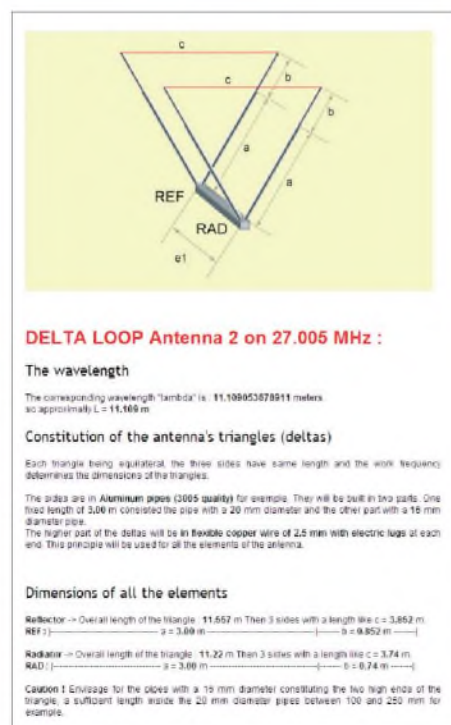 c
c
b
b
a
a
REF
RAD
e1
DELTA LOOP Antenna 2 on 27.005 MHz :
The wavelength
The corresponding wavelength "lambda" is : 11.109053878911 meters
so approximatly L = 11.109 m
Constitution of the antenna's triangles (deltas)
Each triangle being equilateral, the three sides have same length and the work frequency
determines the dimensions of the triangles.
The sides are in Aluminum pipes (3005 quality) for exemple. They will be built in two parts. One
fixed length of 3.00 m consisted the pipe with a 20 mm diameter and the other part with a 16 mm
diameter pipe.
The higher part of the deltas will be in flexible copper wire of 2.5 mm with electric lugs at each
end. This principle will be used for all the elements of the antenna.
Dimensions of all the elements
Reflector -> Overall length of the triangle : 11.557 m Then 3 sides with a length like c = 3.852 m.
REF : |------------------------------ a = 3.00 m ------------------------------|------ b = 0.852 m ------|
Radiator -> Overall length of the triangle : 11.22 m Then 3 sides with a length like c = 3.74 m.
RAD : |------------------------------ a = 3.00 m ------------------------------|------ b = 0.74 m ------|
Caution ! Envisage for the pipes with a 16 mm diameter constituting the two high ends of the
triangle, a sufficient length inside the 20 mm diameter pipes between 100 and 250 mm for
example.